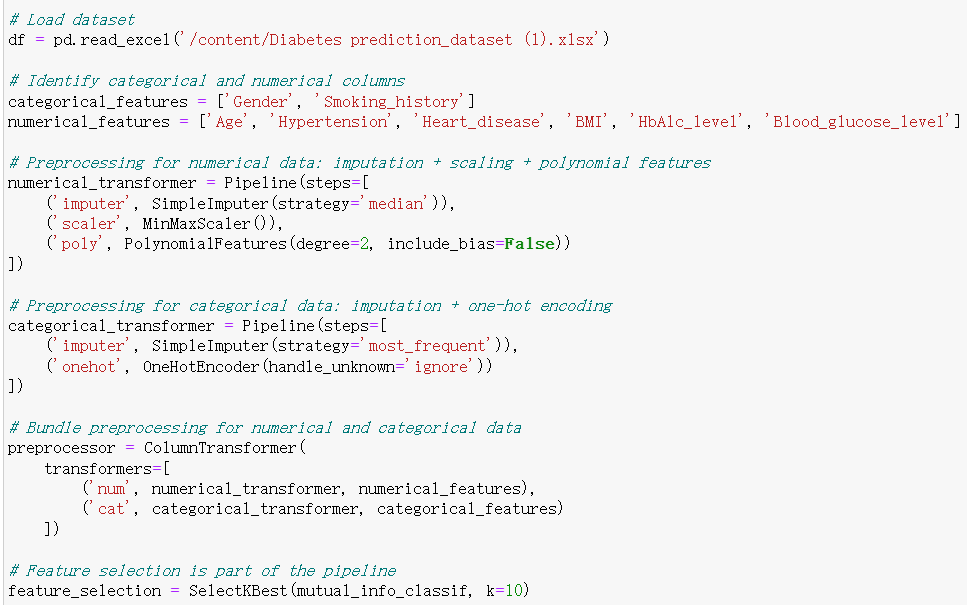 # Load dataset
df = pd.read_excel('/content/Diabetes prediction_dataset (1).xlsx')
# Identify categorical and numerical columns
categorical_features = ['Gender', 'Smoking_history']
numerical_features = ['Age', 'Hypertension', 'Heart_disease', 'BMI', 'HbA1c_level', 'Blood_glucose_level']
# Preprocessing for numerical data: imputation + scaling + polynomial features
numerical_transformer = Pipeline(steps=[
    ('imputer', SimpleImputer(strategy='median')),
    ('scaler', MinMaxScaler()),
    ('poly', PolynomialFeatures(degree=2, include_bias=False))
])
# Preprocessing for categorical data: imputation + one-hot encoding
categorical_transformer = Pipeline(steps=[
    ('imputer', SimpleImputer(strategy='most_frequent')),
    ('onehot', OneHotEncoder(handle_unknown='ignore'))
])
# Bundle preprocessing for numerical and categorical data
preprocessor = ColumnTransformer(
    transformers=[
        ('num', numerical_transformer, numerical_features),
        ('cat', categorical_transformer, categorical_features)
    ])
# Feature selection is part of the pipeline
feature_selection = SelectKBest(mutual_info_classif, k=10)